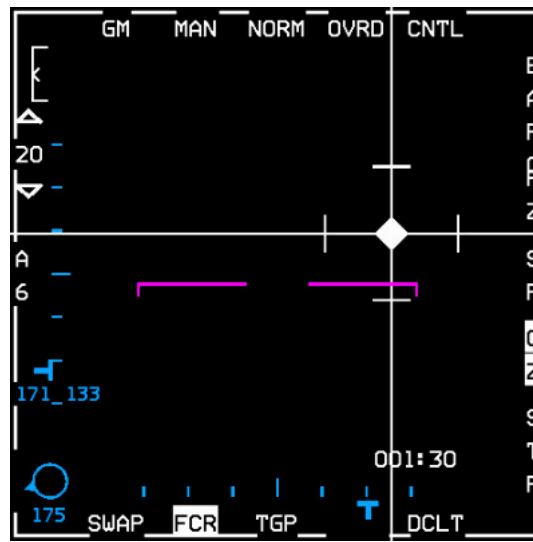 GM MAN NORM OVRD CNTL
20
A
6
171_133
001:30
175
SWAP FCR TGP DCLT